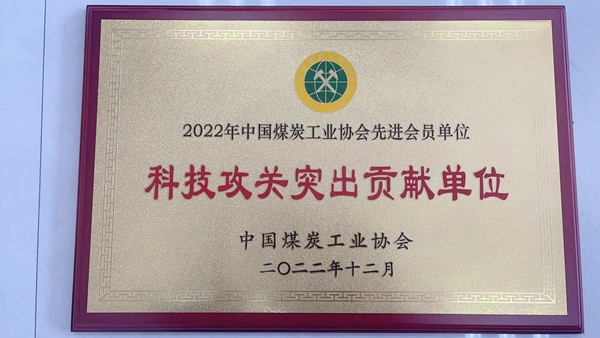 2022年中国煤炭工业协会先进会员单位
科技攻关突出贡献单位
中国煤炭工业协会
二〇二二年十二月